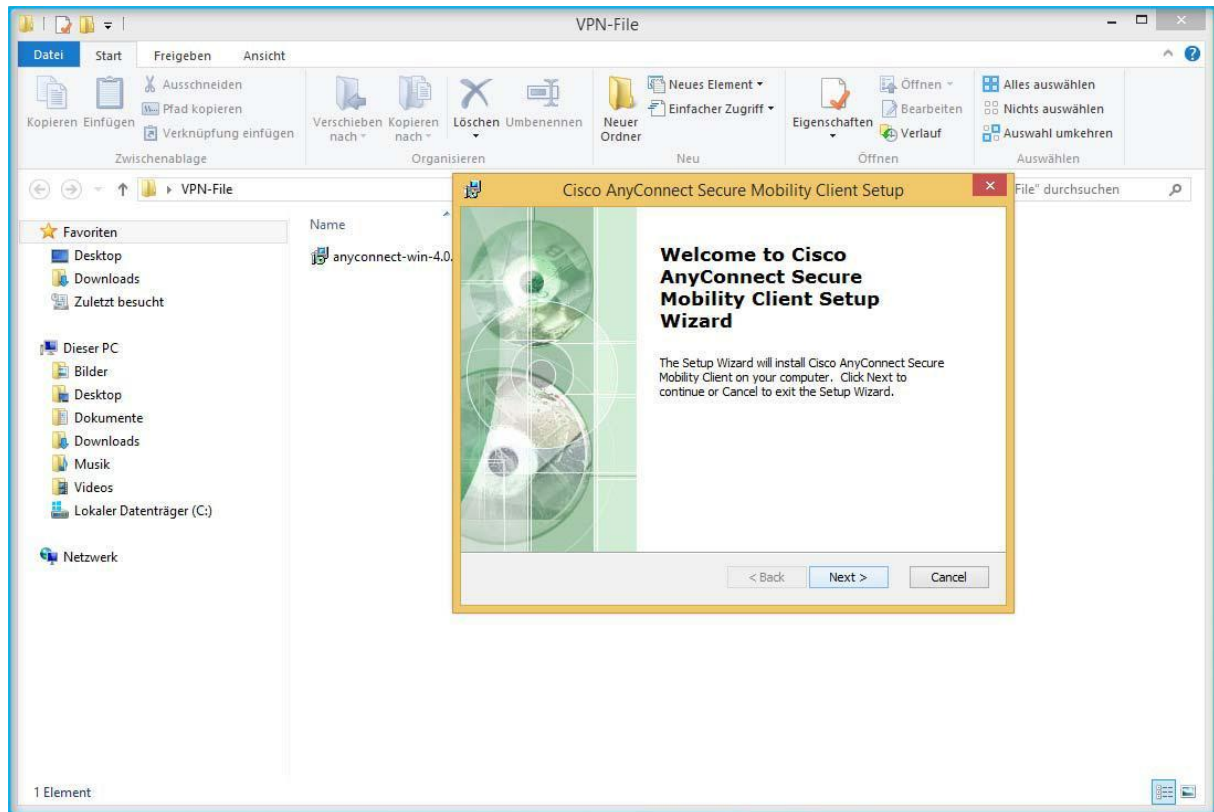 VPN-File
Datei Start Freigeben Ansicht
Kopieren
Einfügen
Ausschneiden
Pfad kopieren
Verknüpfung einfügen
Zwischenablage
Verschieben nach
Kopieren nach
Löschen
Umbenennen
Organisieren
Neuer Ordner
Neues Element
Einfacher Zugriff
Neu
Eigenschaften
Öffnen
Bearbeiten
Verlauf
Öffnen
Alles auswählen
Nichts auswählen
Auswahl umkehren
Auswählen
VPN-File
File" durchsuchen
Favoriten
Desktop
Downloads
Zuletzt besucht
Dieser PC
Bilder
Desktop
Dokumente
Downloads
Musik
Videos
Lokaler Datenträger (C:)
Netzwerk
Name
anyconnect-win-4.0.
Cisco AnyConnect Secure Mobility Client Setup
Welcome to Cisco
AnyConnect Secure
Mobility Client Setup
Wizard
The Setup Wizard will install Cisco AnyConnect Secure
Mobility Client on your computer. Click Next to
continue or Cancel to exit the Setup Wizard.
< Back Next > Cancel
1 Element